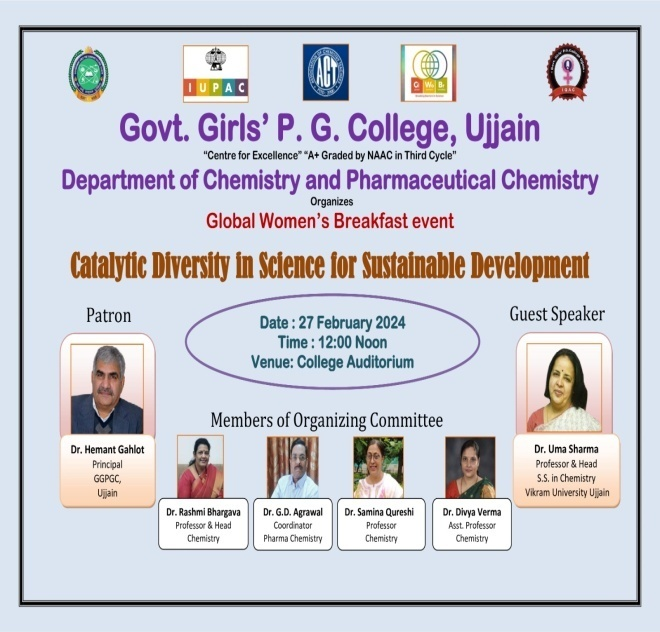 IUPAC
ACT
GWB
IQAC
Govt. Girls' P. G. College, Ujjain
"Centre for Excellence" "A+ Graded by NAAC in Third Cycle"
Department of Chemistry and Pharmaceutical Chemistry
Organizes
Global Women's Breakfast event
Catalytic Diversity in Science for Sustainable Development
Patron
Date : 27 February 2024
Time : 12:00 Noon
Venue: College Auditorium
Guest Speaker
Dr. Hemant Gahlot
Principal
GGPGC,
Ujjain
Members of Organizing Committee
Dr. Rashmi Bhargava
Professor & Head
Chemistry
Dr. G.D. Agrawal
Coordinator
Pharma Chemistry
Dr. Samina Qureshi
Professor
Chemistry
Dr. Divya Verma
Asst. Professor
Chemistry
Dr. Uma Sharma
Professor & Head
S.S. in Chemistry
Vikram University Ujjain